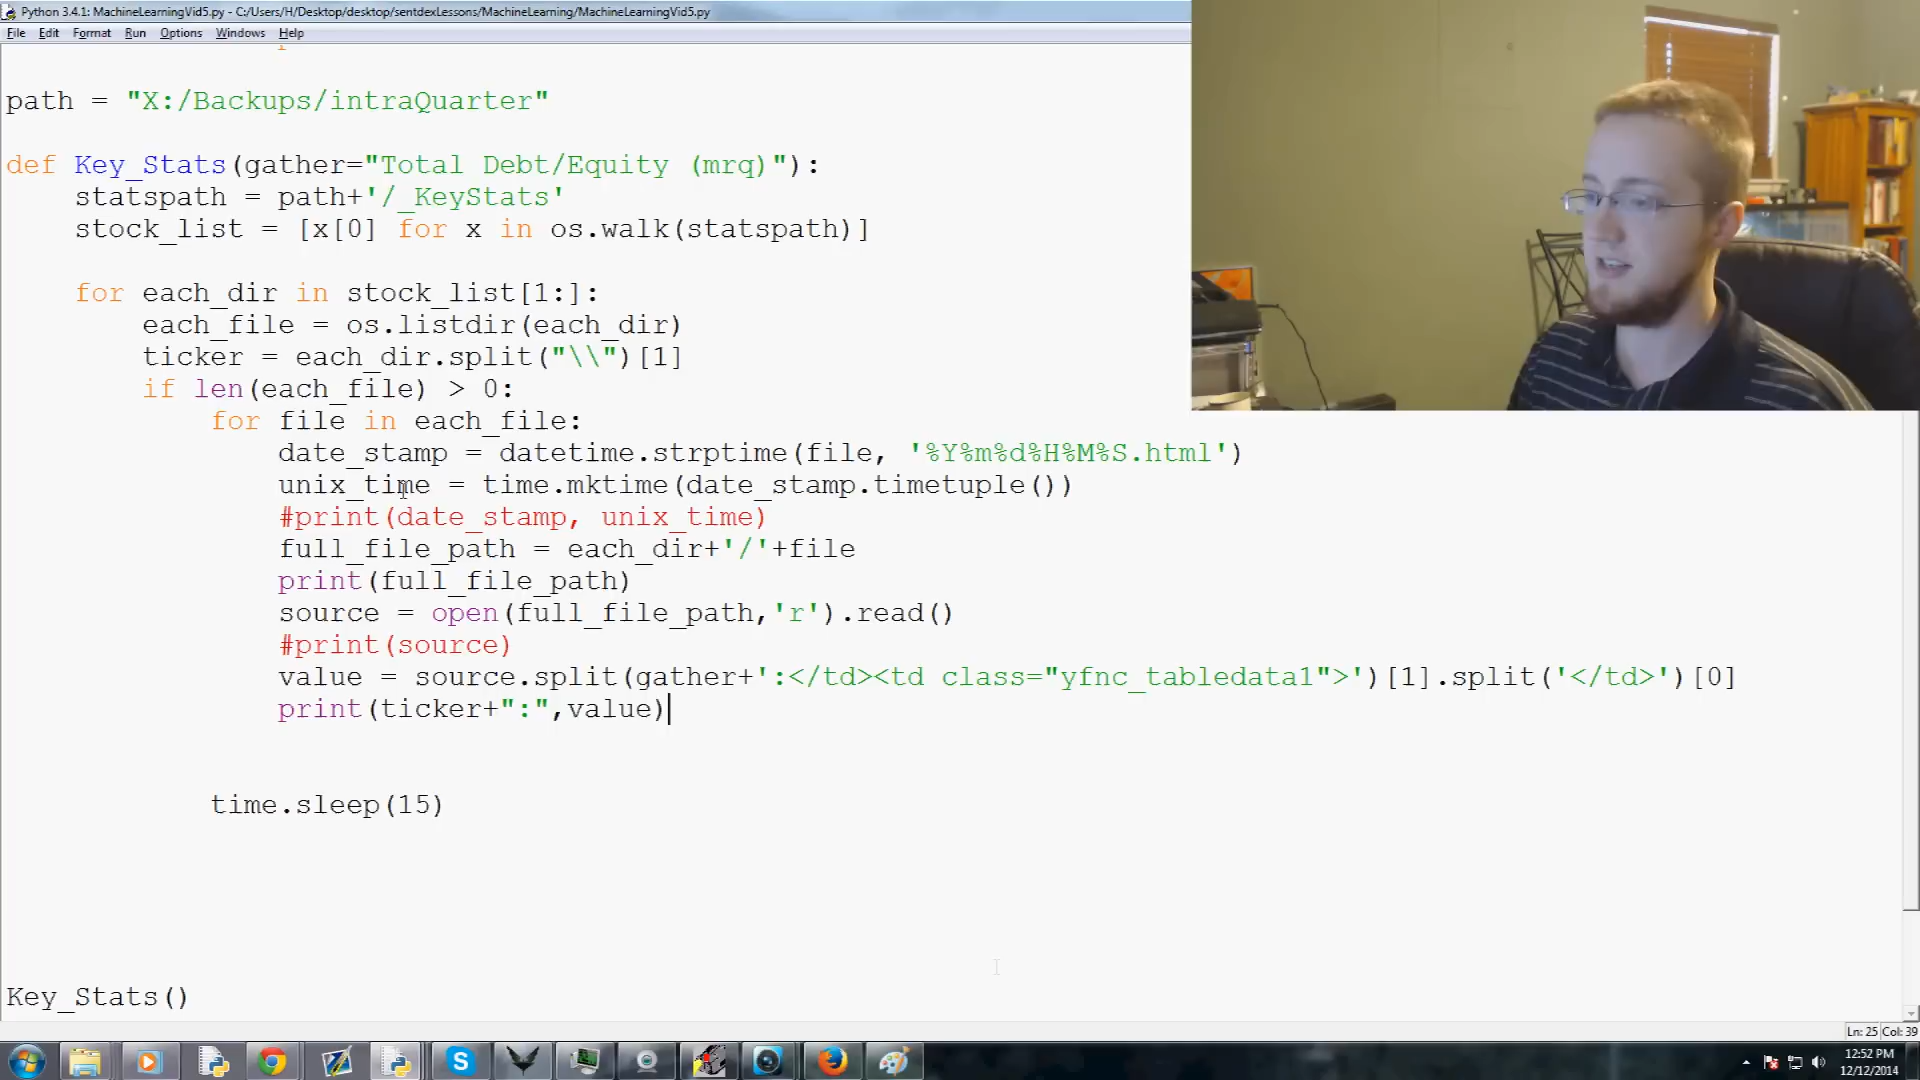 Python 3.4.1: MachineLearningVid5.py - C:/Users/H/Desktop/desktop/sentdexLessons/MachineLearning/MachineLearningVid5.py
File Edit Format Run Options Windows Help
path = "X:/Backups/intraQuarter"
def Key_Stats(gather="Total Debt/Equity (mrq)"):
statspath = path+'/_KeyStats'
stock_list = [x[0] for x in os.walk(statspath)]
for each_dir in stock_list[1:]:
each_file = os.listdir(each_dir)
ticker = each_dir.split("\\")[1]
if len(each_file) > 0:
for file in each_file:
date_stamp = datetime.strptime(file, '%Y%m%d%H%M%S.html')
unix_time = time.mktime(date_stamp.timetuple())
#print(date_stamp, unix_time)
full_file_path = each_dir+'/'+file
print(full_file_path)
source = open(full_file_path,'r').read()
#print(source)
value = source.split(gather+':</td><td class="yfnc_tabledata1">')[1].split('</td>')[0]
print(ticker+":",value)
time.sleep(15)
Key_Stats()
Ln: 25 Col: 39
12:52 PM
12/12/2014